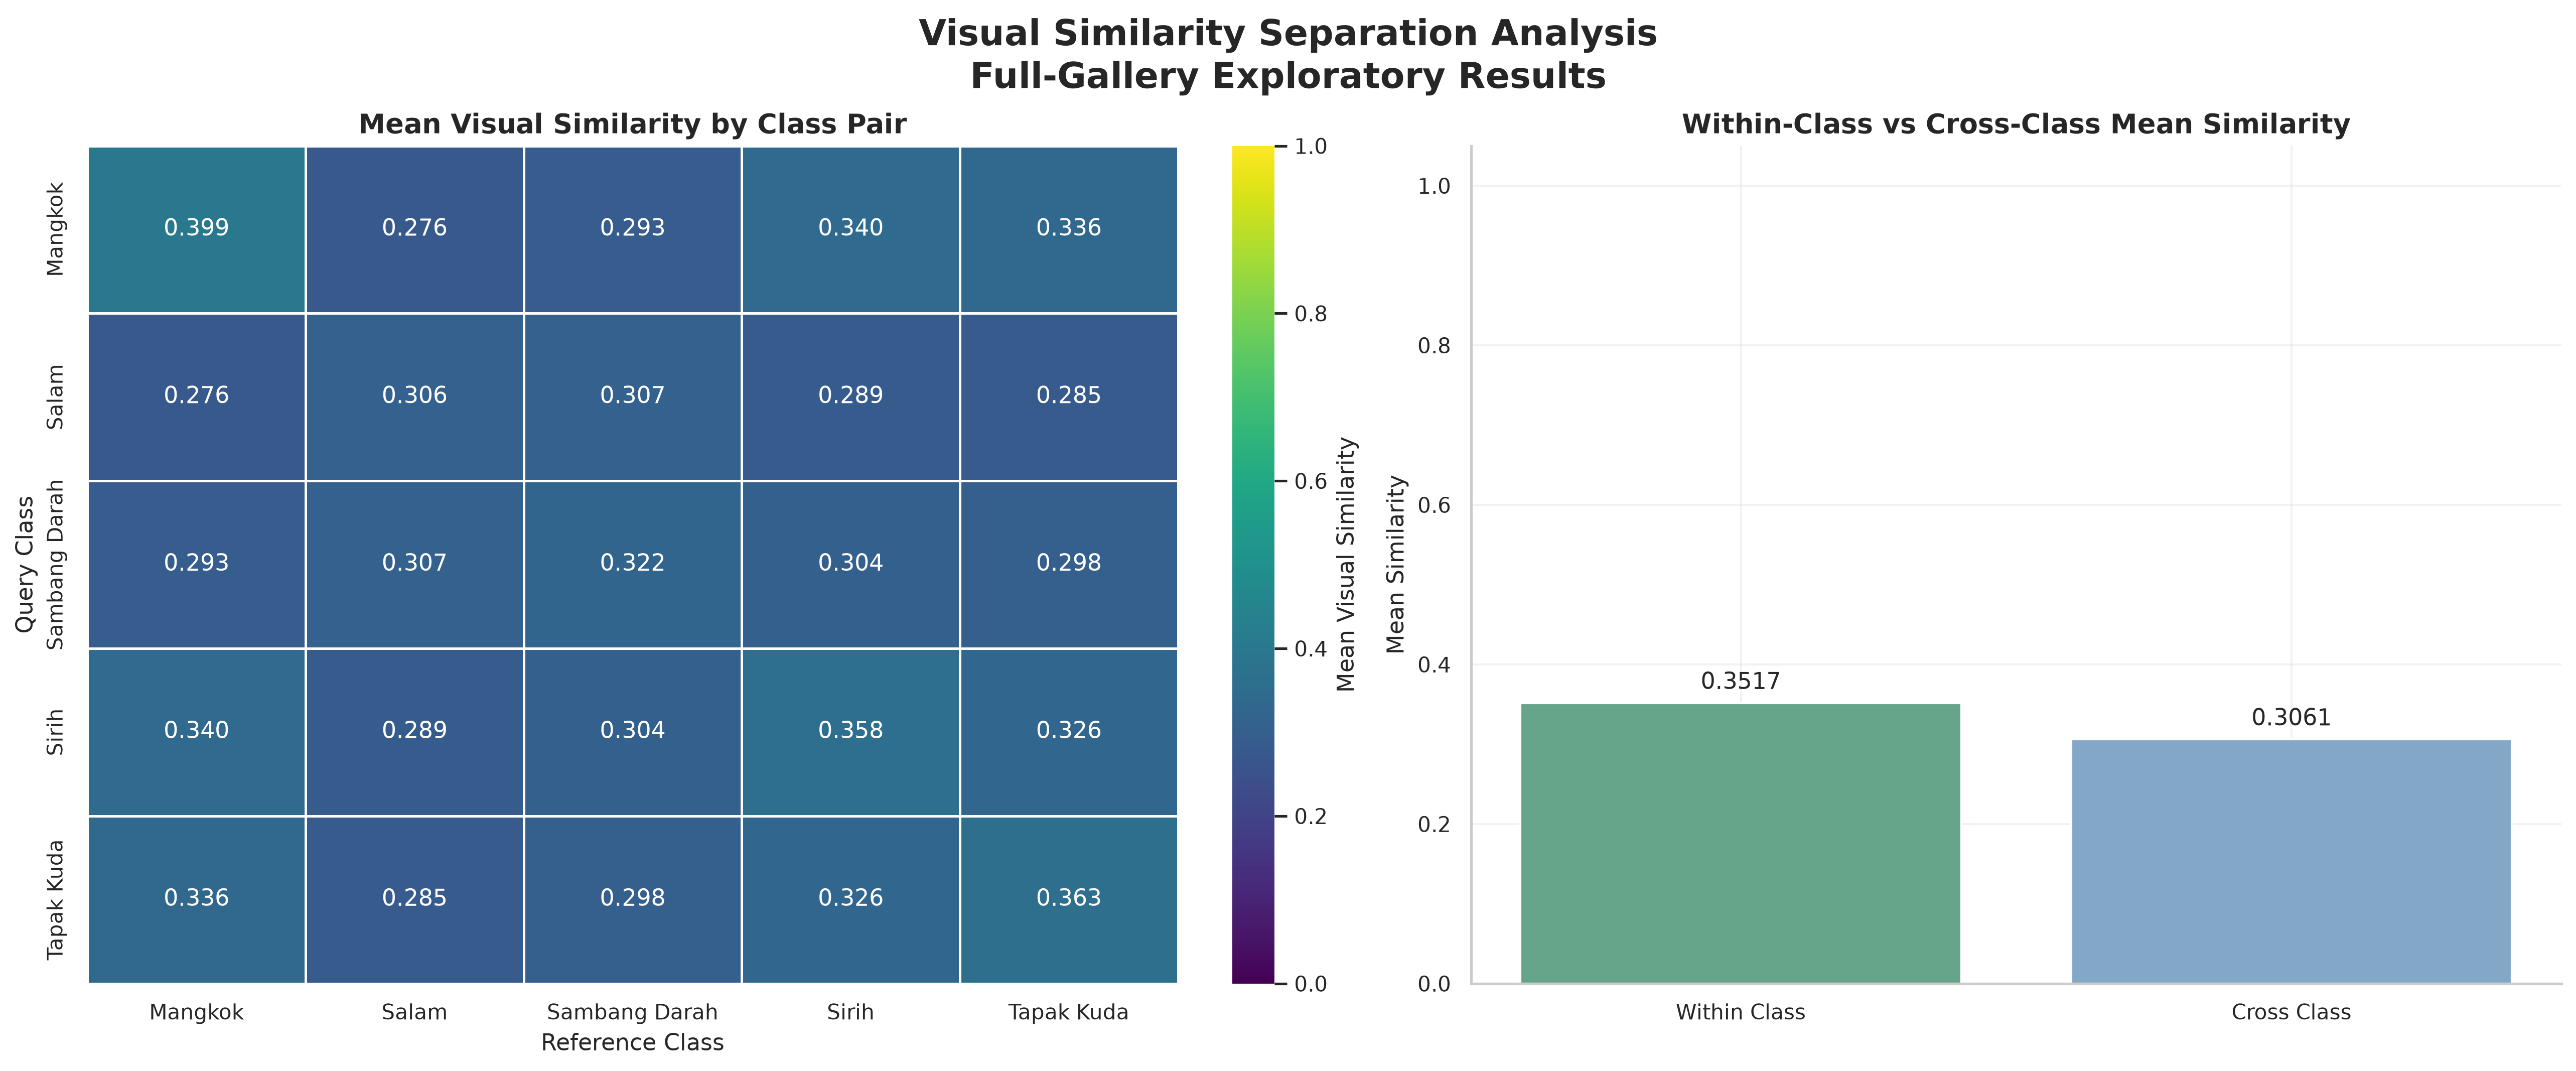 Visual Similarity Separation Analysis
Full-Gallery Exploratory Results
Mean Visual Similarity by Class Pair
Query Class
Mangkok
0.399 0.276 0.293 0.340 0.336
Salam
0.276 0.306 0.307 0.289 0.285
Sambang Darah
0.293 0.307 0.322 0.304 0.298
Sirih
0.340 0.289 0.304 0.358 0.326
Tapak Kuda
0.336 0.285 0.298 0.326 0.363
Mangkok Salam Sambang Darah Sirih Tapak Kuda
Reference Class
1.0
0.8
0.6
0.4
0.2
0.0
Mean Visual Similarity
Within-Class vs Cross-Class Mean Similarity
Mean Similarity
1.0
0.8
0.6
0.4
0.2
0.0
0.3517
0.3061
Within Class Cross Class